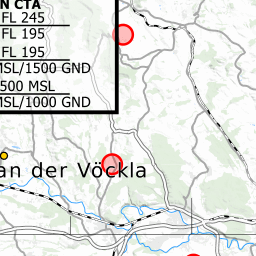 N CTA
FL 245
FL 195
FL 195
MSL/1500 GND
500 MSL
MSL/1000 GND
an der Vöckla